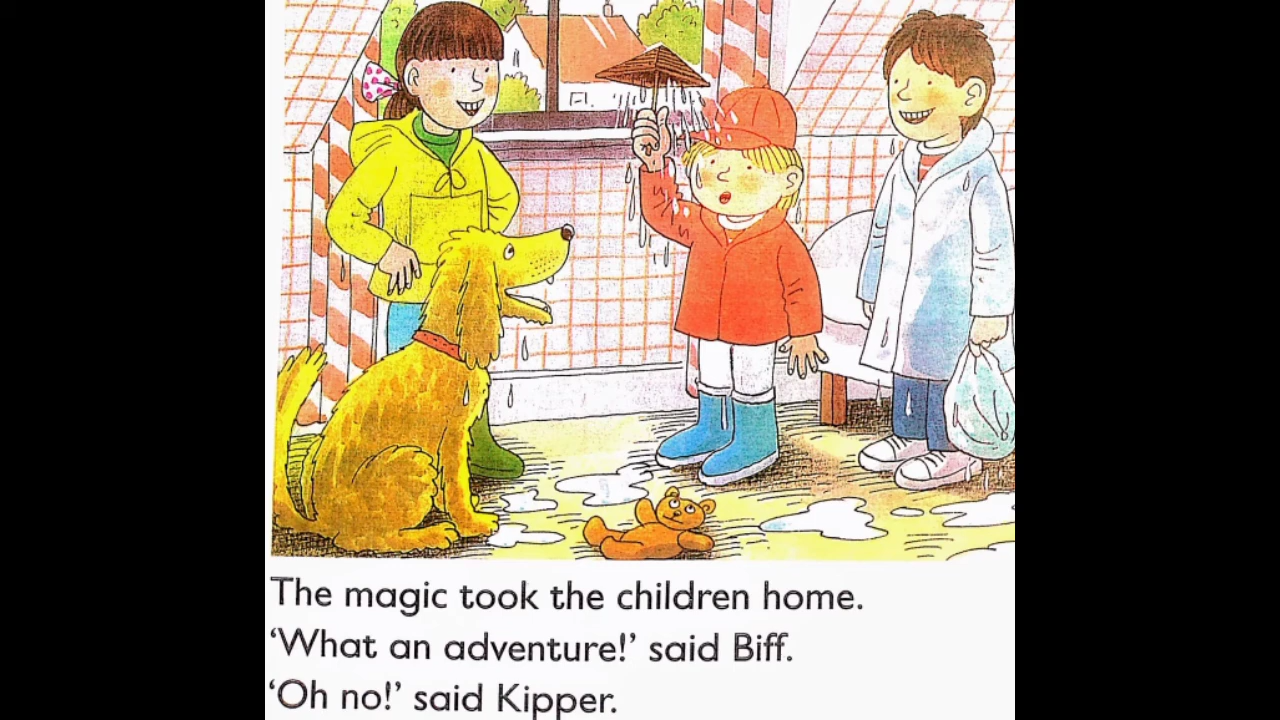 The magic took the children home.
‘What an adventure!’ said Biff.
‘Oh no!’ said Kipper.